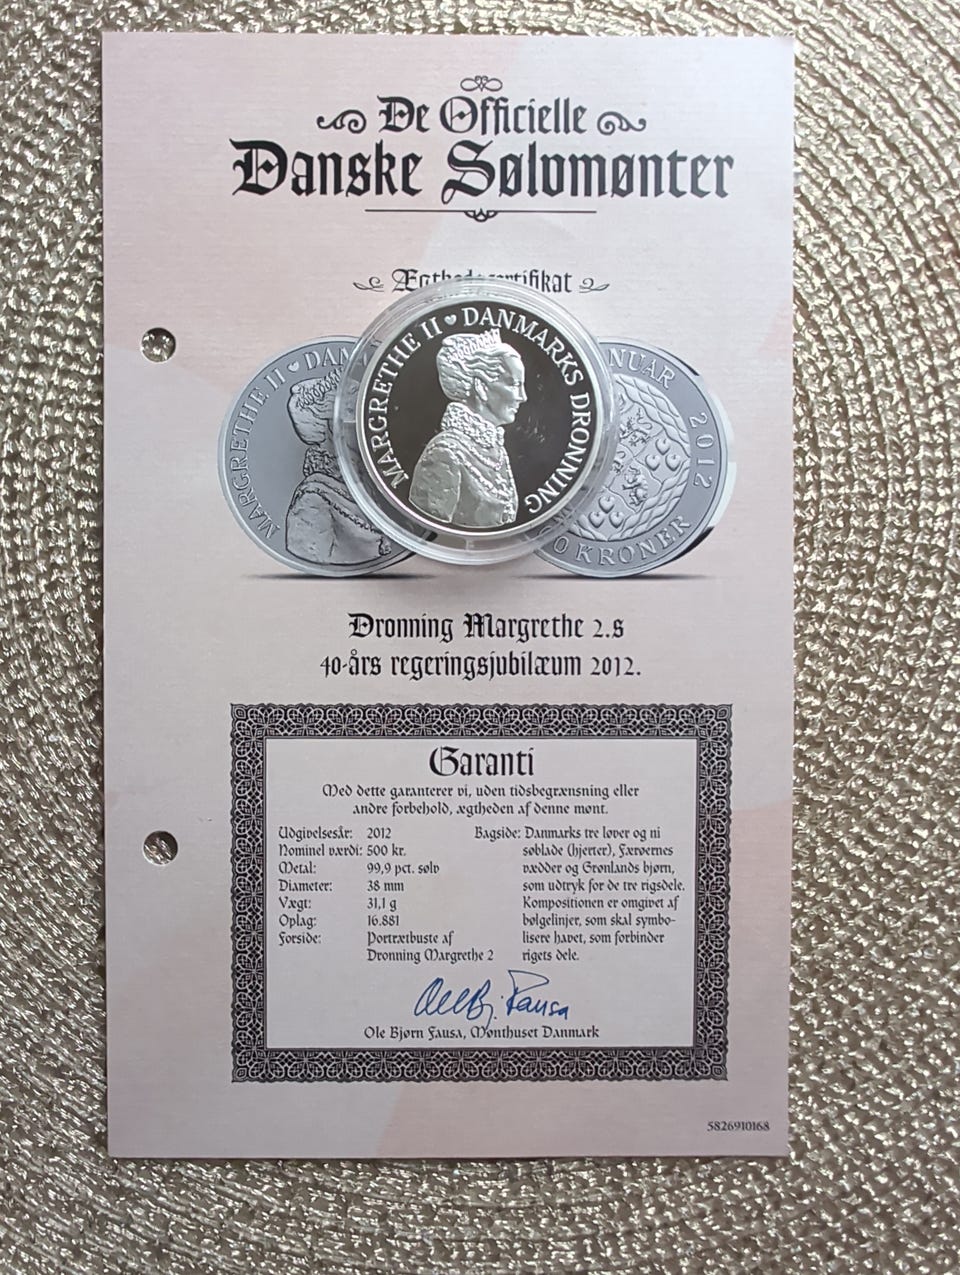 De Officielle
Danske Sølvmønter
MARGRETHE II DANMARKS DRONNING
MARGRETHE II DAN
NUAR 2012
0 KRONER
Dronning Margrethe 2.s
40-års regeringsjubilæum 2012.
Garanti
Med dette garanterer vi, uden tidsbegrænsning eller
andre forbehold, ægtheden af denne mønt.
Udgivelsesår: 2012
Nominel værdi: 500 kr.
Metal: 99,9 pct. sølv
Diameter: 38 mm
Vægt: 31,1 g
Oplag: 16.881
Forside: Portrætbuste af
Dronning Margrethe 2
Bagside: Danmarks tre løver og ni
søblade (hjerter), Færøernes
vædder og Grønlands bjørn,
som udtryk for de tre rigsdele.
Kompositionen er omgivet af
bølgelinjer, som skal symbo-
lisere havet, som forbinder
rigets dele.
Ole Bj. Fausa
Ole Bjørn Fausa, Mønthuset Danmark
5826910168